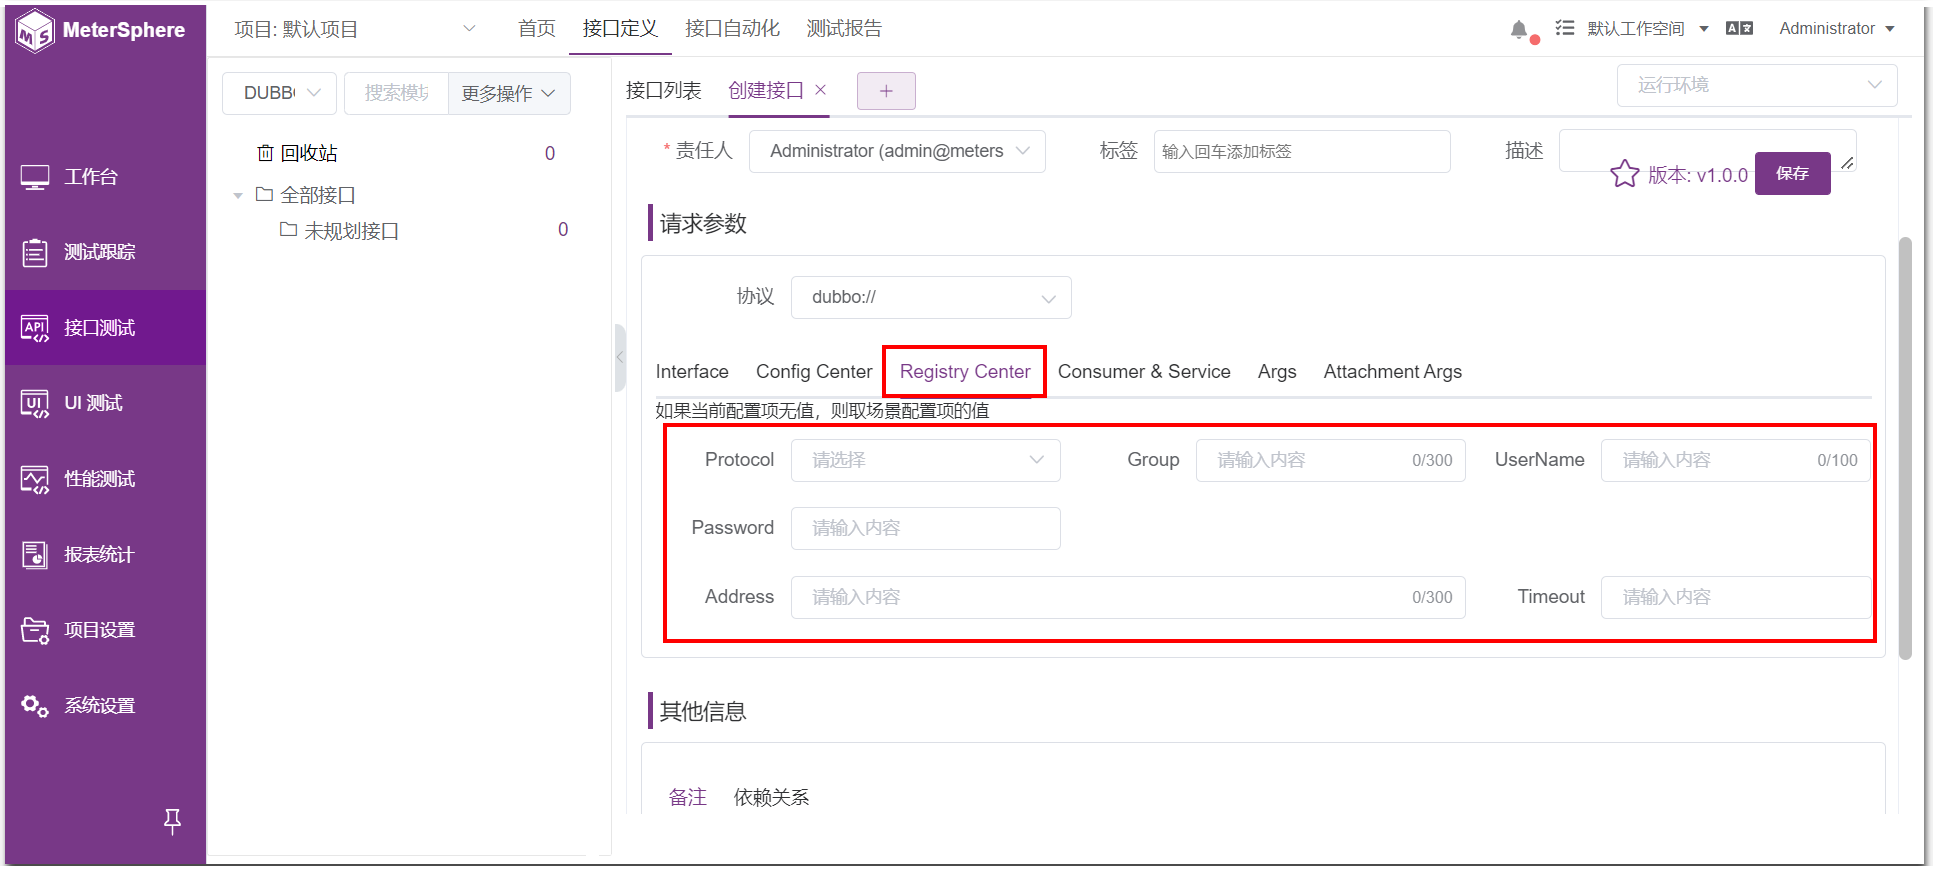 MeterSphere
项目: 默认项目
首页
接口定义
接口自动化
测试报告
默认工作空间
Administrator
工作台
测试跟踪
API
接口测试
UI
UI 测试
性能测试
报表统计
项目设置
系统设置
DUBB
搜索模块
更多操作
回收站
0
全部接口
未规划接口
0
接口列表
创建接口
+
运行环境
* 责任人
Administrator (admin@meters
标签
输入回车添加标签
描述
版本: v1.0.0
保存
请求参数
协议
dubbo://
Interface
Config Center
Registry Center
Consumer & Service
Args
Attachment Args
如果当前配置项无值，则取场景配置项的值
Protocol
请选择
Group
请输入内容
0/300
UserName
请输入内容
0/100
Password
请输入内容
Address
请输入内容
0/300
Timeout
请输入内容
其他信息
备注
依赖关系